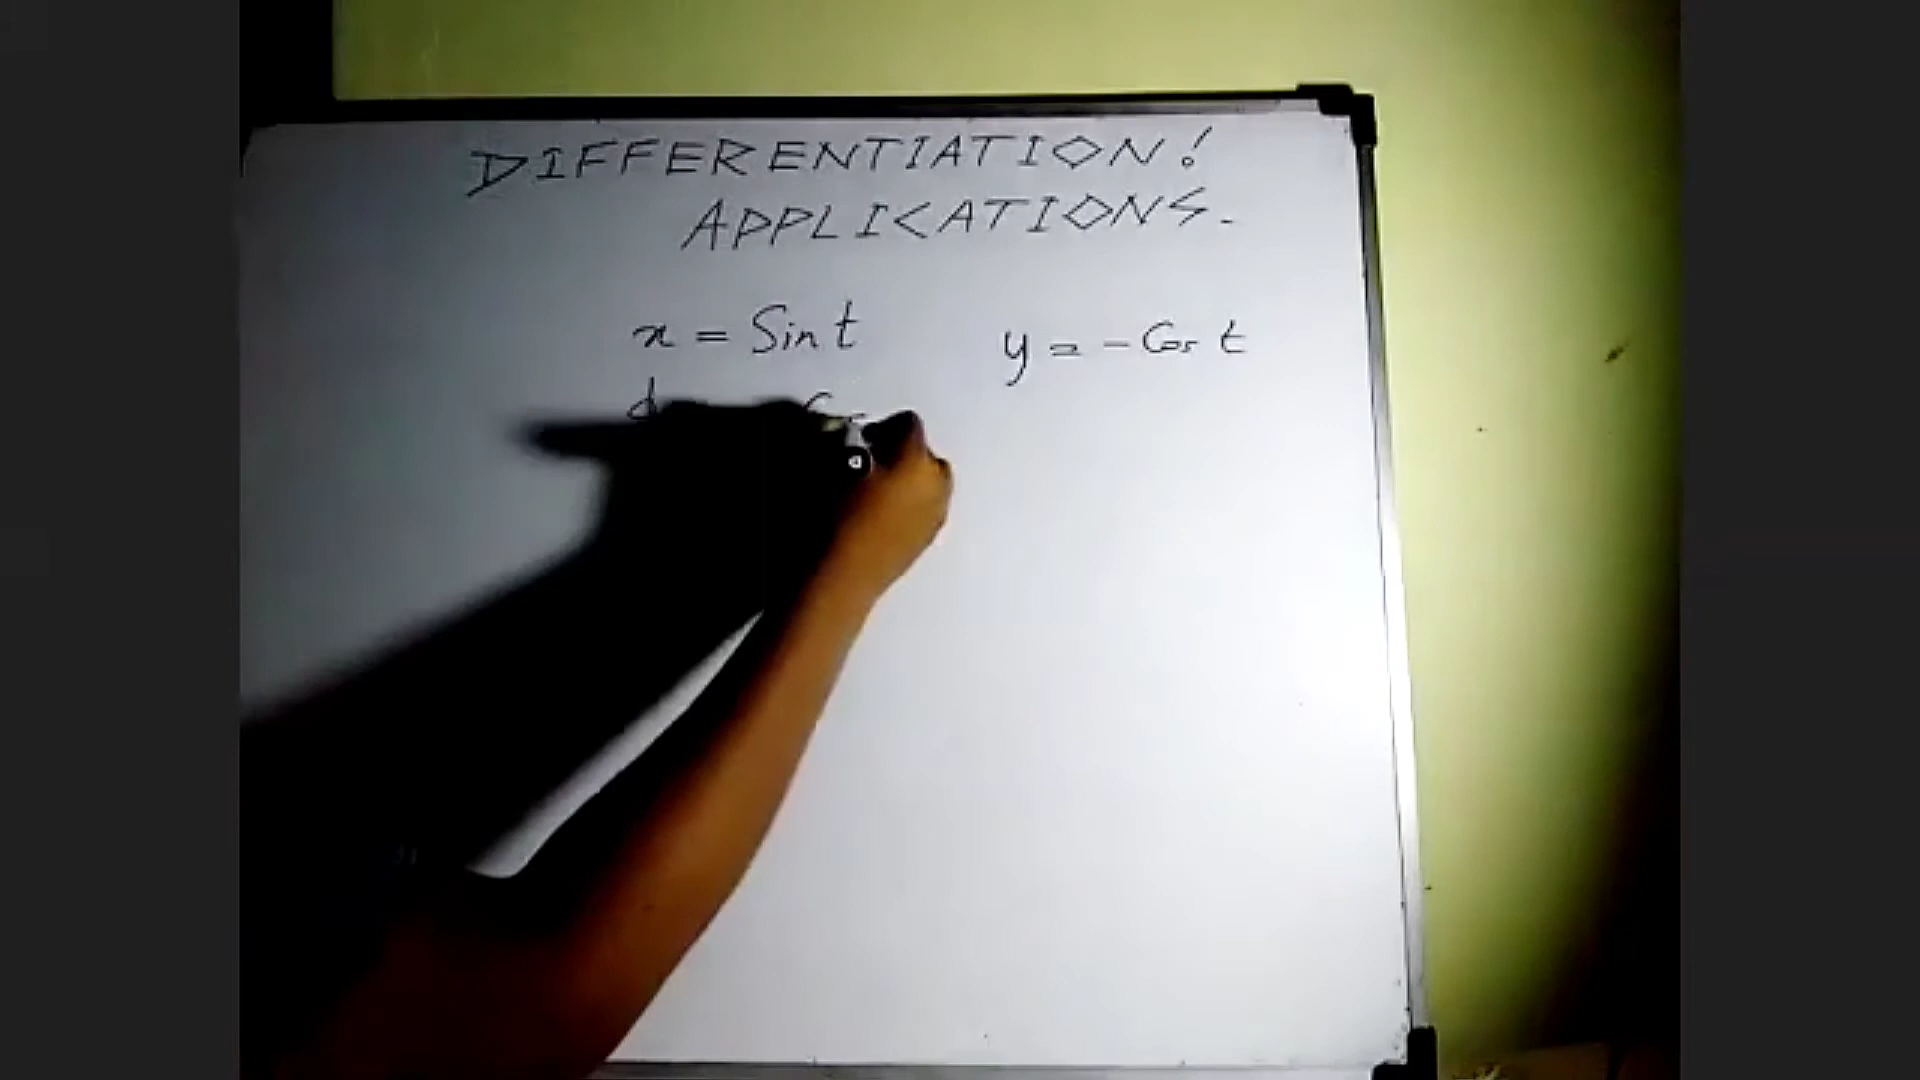 DIFFERENTIATION!
APPLICATIONS.
x = Sin t y = - Cos t